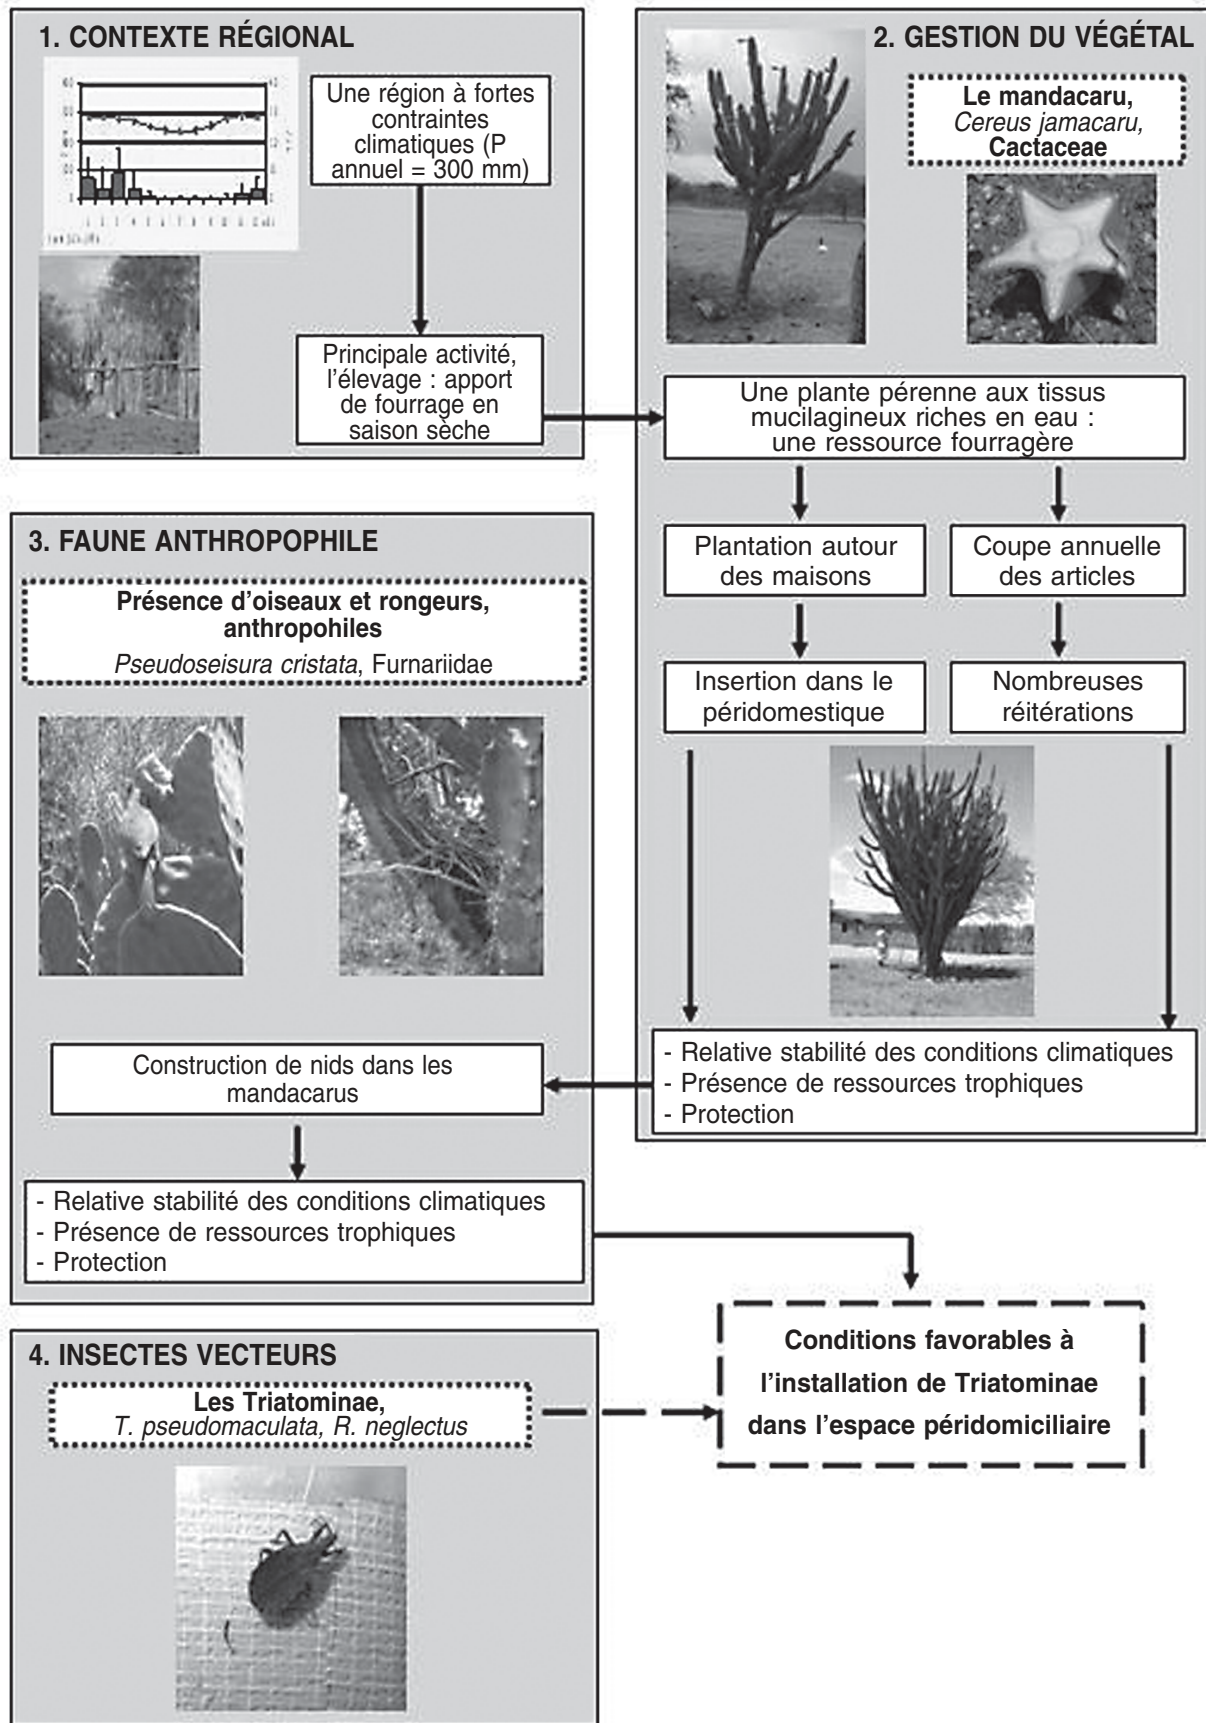 1. CONTEXTE RÉGIONAL
Une région à fortes
contraintes
climatiques (P
annuel = 300 mm)
Principale activité,
l'élevage : apport
de fourrage en
saison sèche
2. GESTION DU VÉGÉTAL
Le mandacaru,
Cereus jamacaru,
Cactaceae
Une plante pérenne aux tissus
mucilagineux riches en eau :
une ressource fourragère
Plantation autour
des maisons
Coupe annuelle
des articles
Insertion dans le
péridomestique
Nombreuses
réitérations
- Relative stabilité des conditions climatiques
- Présence de ressources trophiques
- Protection
3. FAUNE ANTHROPOPHILE
Présence d'oiseaux et rongeurs,
anthropohiles
Pseudoseisura cristata, Furnariidae
Construction de nids dans les
mandacarus
- Relative stabilité des conditions climatiques
- Présence de ressources trophiques
- Protection
4. INSECTES VECTEURS
Les Triatominae,
T. pseudomaculata, R. neglectus
Conditions favorables à
l'installation de Triatominae
dans l'espace péridomiciliaire